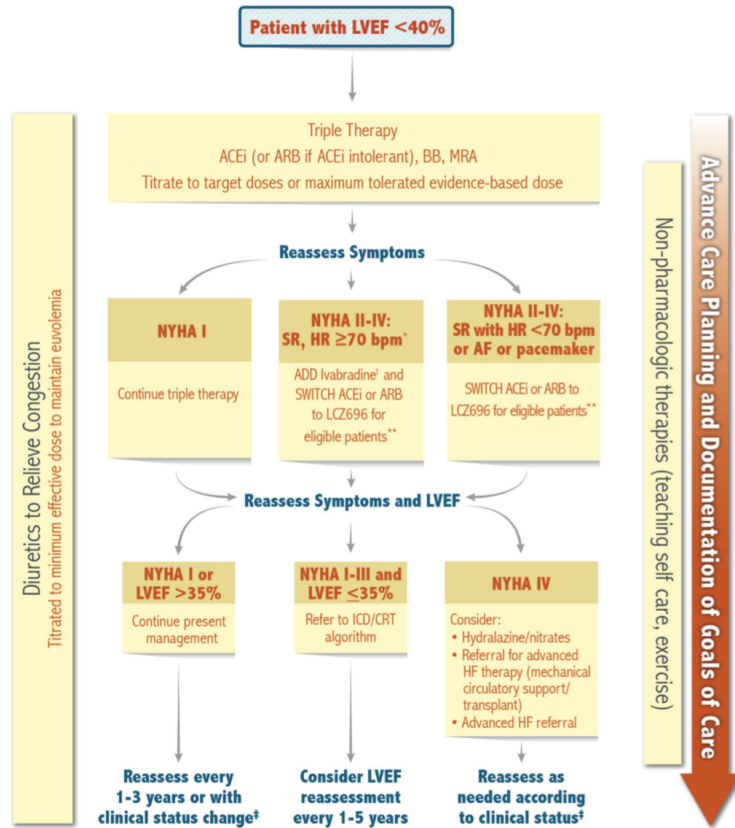 Patient with LVEF <40%
Triple Therapy
ACEi (or ARB if ACEi intolerant), BB, MRA
Titrate to target doses or maximum tolerated evidence-based dose
Reassess Symptoms
NYHA I
Continue triple therapy
NYHA II-IV:
SR, HR ≥70 bpm*
ADD Ivabradine† and
SWITCH ACEi or ARB
to LCZ696 for
eligible patients**
NYHA II-IV:
SR with HR <70 bpm
or AF or pacemaker
SWITCH ACEi or ARB to
LCZ696 for eligible patients**
Reassess Symptoms and LVEF
NYHA I or
LVEF >35%
Continue present
management
NYHA I-III and
LVEF ≤35%
Refer to ICD/CRT
algorithm
NYHA IV
Consider:
• Hydralazine/nitrates
• Referral for advanced
HF therapy (mechanical
circulatory support/
transplant)
• Advanced HF referral
Reassess every
1-3 years or with
clinical status change‡
Consider LVEF
reassessment
every 1-5 years
Reassess as
needed according
to clinical status‡
Diuretics to Relieve Congestion
Titrated to minimum effective dose to maintain euvolemia
Non-pharmacologic therapies (teaching self care, exercise)
Advance Care Planning and Documentation of Goals of Care